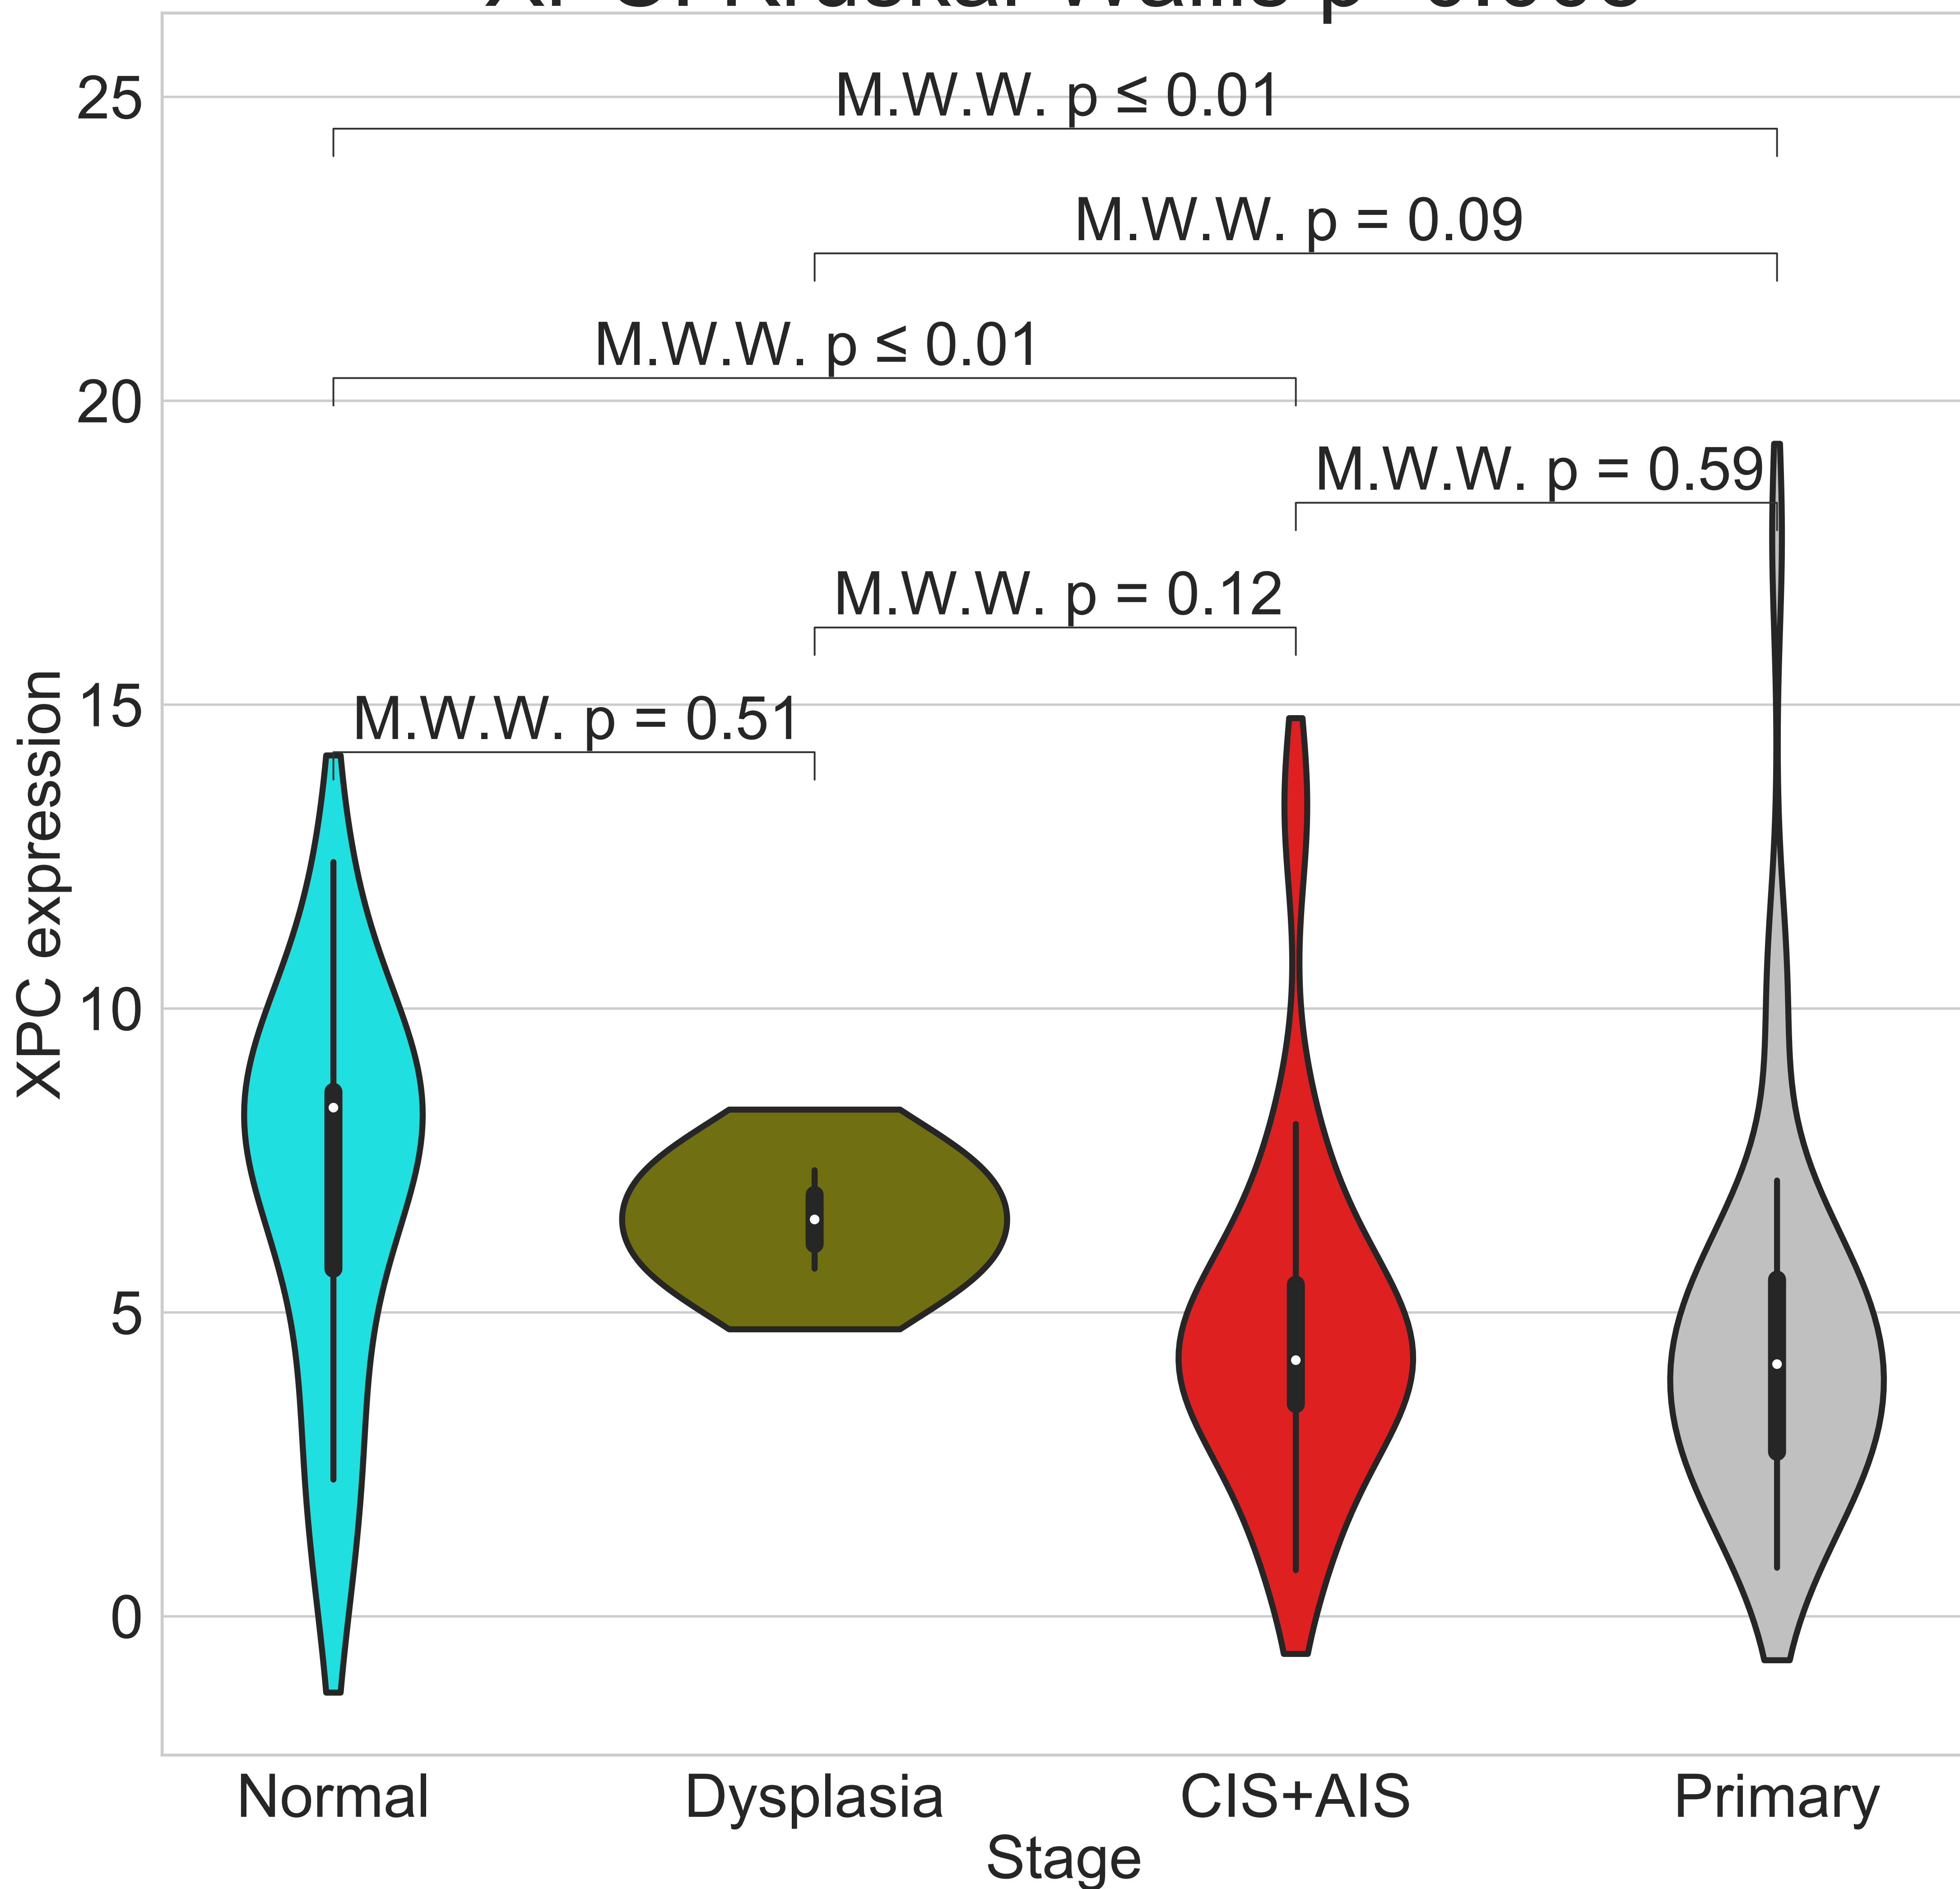 M.W.W. p ≤ 0.01
M.W.W. p = 0.09
M.W.W. p ≤ 0.01
M.W.W. p = 0.59
M.W.W. p = 0.12
M.W.W. p = 0.51
XPC expression
25
20
15
10
5
0
Normal Dysplasia CIS+AIS Primary
Stage